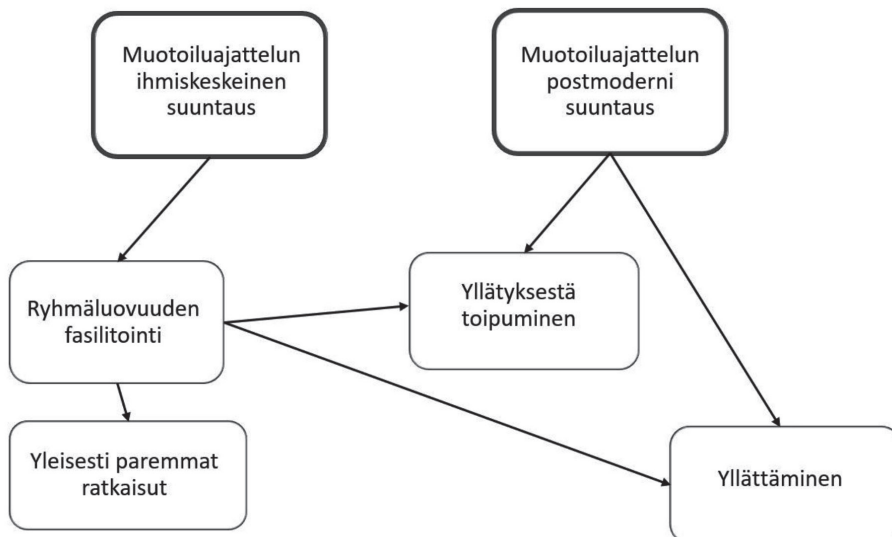 Muotoiluajattelun
ihmiskeskeinen
suuntaus
Muotoiluajattelun
postmoderni
suuntaus
Ryhmäluovuuden
fasilitointi
Yllätyksestä
toipuminen
Yleisesti paremmat
ratkaisut
Yllättäminen